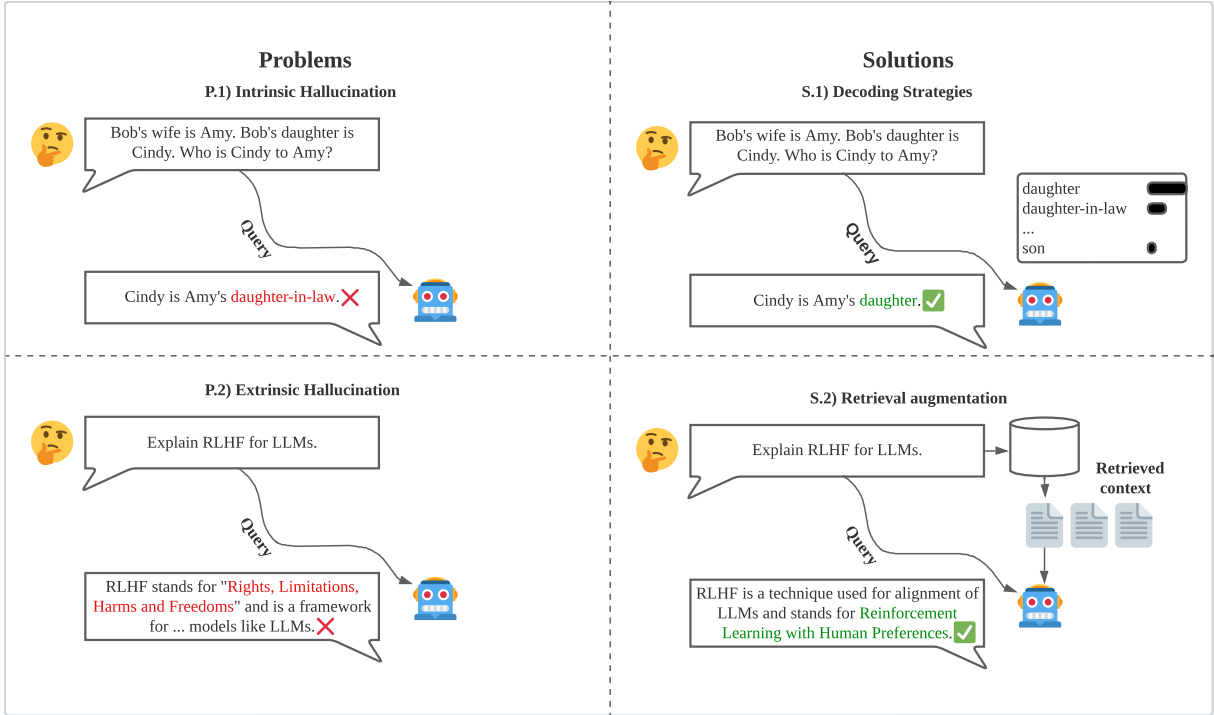 Problems
P.1) Intrinsic Hallucination
Bob's wife is Amy. Bob's daughter is
Cindy. Who is Cindy to Amy?
Query
Cindy is Amy's daughter-in-law.
Solutions
S.1) Decoding Strategies
Bob's wife is Amy. Bob's daughter is
Cindy. Who is Cindy to Amy?
daughter
daughter-in-law
...
son
Query
Cindy is Amy's daughter.
P.2) Extrinsic Hallucination
Explain RLHF for LLMs.
Query
RLHF stands for "Rights, Limitations,
Harms and Freedoms" and is a framework
for ... models like LLMs.
S.2) Retrieval augmentation
Explain RLHF for LLMs.
Retrieved
context
Query
RLHF is a technique used for alignment of
LLMs and stands for Reinforcement
Learning with Human Preferences.